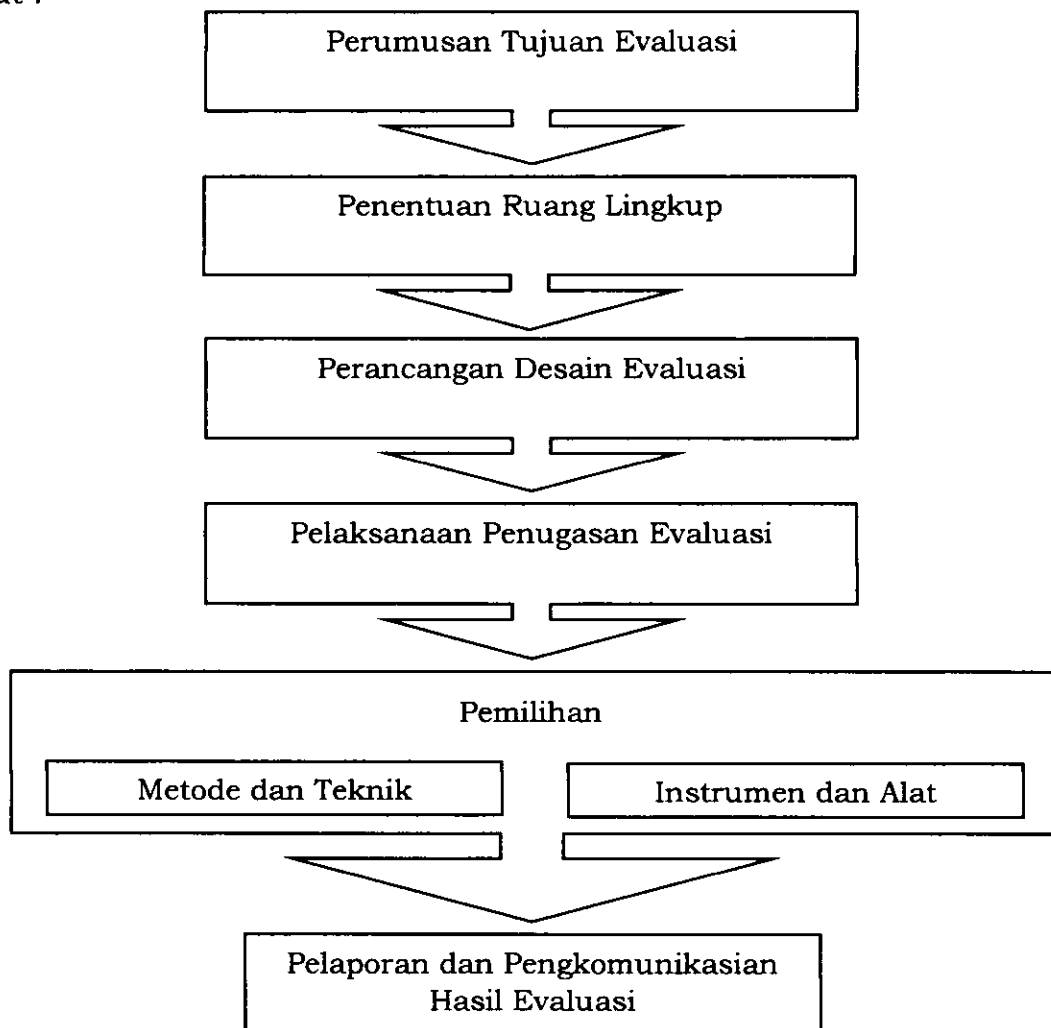 Perumusan Tujuan Evaluasi
Penentuan Ruang Lingkup
Perancangan Desain Evaluasi
Pelaksanaan Penugasan Evaluasi
Pemilihan
Metode dan Teknik
Instrumen dan Alat
Pelaporan dan Pengkomunikasian
Hasil Evaluasi